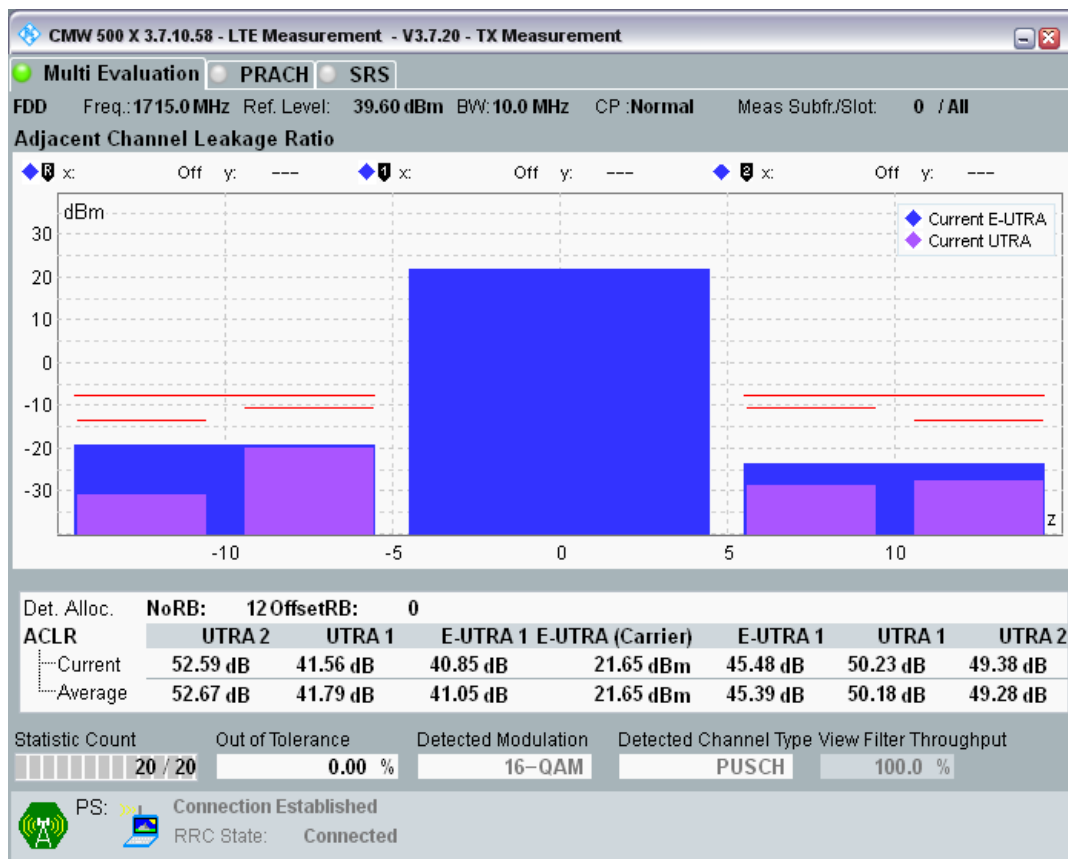 CMW 500 X 3.7.10.58 - LTE Measurement - V3.7.20 - TX Measurement
Multi Evaluation PRACH SRS
FDD Freq.:1715.0 MHz Ref. Level: 39.60 dBm BW:10.0 MHz CP :Normal Meas Subfr./Slot: 0 / All
Adjacent Channel Leakage Ratio
R x: Off y: --- 1 x: Off y: --- 2 x: Off y: ---
dBm
Current E-UTRA
Current UTRA
30
20
10
0
-10
-20
-30
z
-10 -5 0 5 10
Det. Alloc. NoRB: 12 OffsetRB: 0
ACLR UTRA 2 UTRA 1 E-UTRA 1 E-UTRA (Carrier) E-UTRA 1 UTRA 1 UTRA 2
Current 52.59 dB 41.56 dB 40.85 dB 21.65 dBm 45.48 dB 50.23 dB 49.38 dB
Average 52.67 dB 41.79 dB 41.05 dB 21.65 dBm 45.39 dB 50.18 dB 49.28 dB
Statistic Count Out of Tolerance Detected Modulation Detected Channel Type View Filter Throughput
20 / 20 0.00 % 16-QAM PUSCH 100.0 %
PS: Connection Established
RRC State: Connected